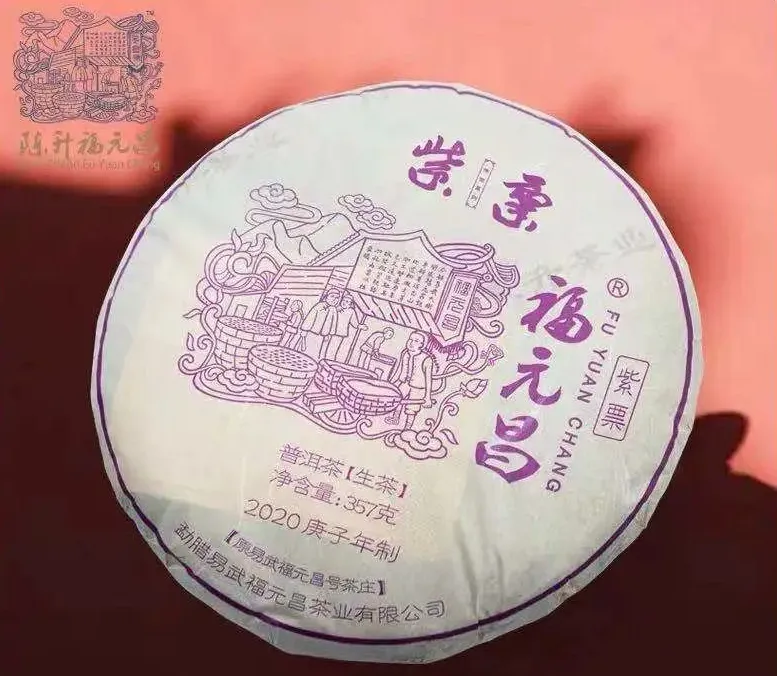 陈升福元昌
紫票
福元昌
®
FU YUAN CHANG
紫票
福元昌
普洱茶【生茶】
净含量：357克
2020庚子年制
【原易武福元昌号茶庄】
勐腊易武福元昌茶业有限公司